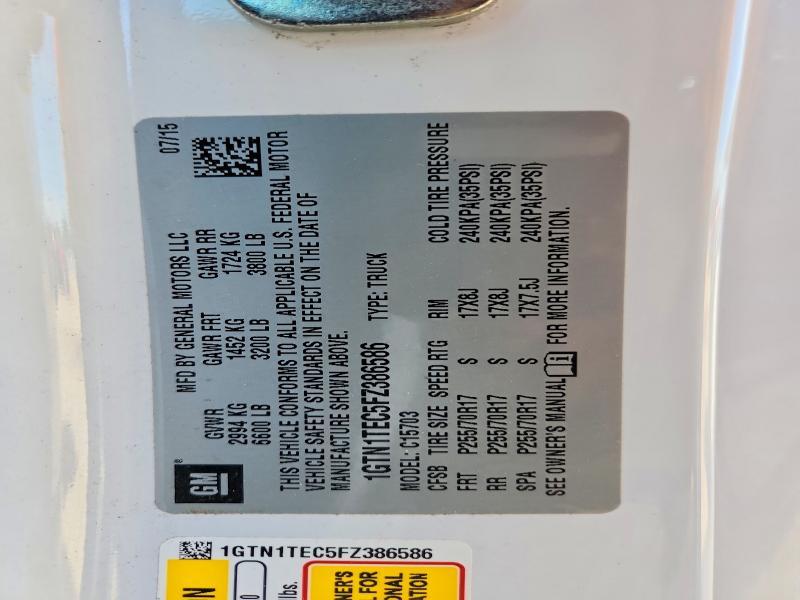 GM
®
MFD BY GENERAL MOTORS LLC 07/15
GVWR GAWR FRT GAWR RR
2994 KG 1452 KG 1724 KG
6600 LB 3200 LB 3800 LB
THIS VEHICLE CONFORMS TO ALL APPLICABLE U.S. FEDERAL MOTOR
VEHICLE SAFETY STANDARDS IN EFFECT ON THE DATE OF
MANUFACTURE SHOWN ABOVE.
1GTN1TEC5FZ386586 TYPE: TRUCK
MODEL: C15703
CFSB TIRE SIZE SPEED RTG RIM COLD TIRE PRESSURE
FRT P255/70R17 S 17X8J 240KPA(35PSI)
RR P255/70R17 S 17X8J 240KPA(35PSI)
SPA P255/70R17 S 17X7.5J 240KPA(35PSI)
SEE OWNER'S MANUAL FOR MORE INFORMATION.
1GTN1TEC5FZ386586
lbs.